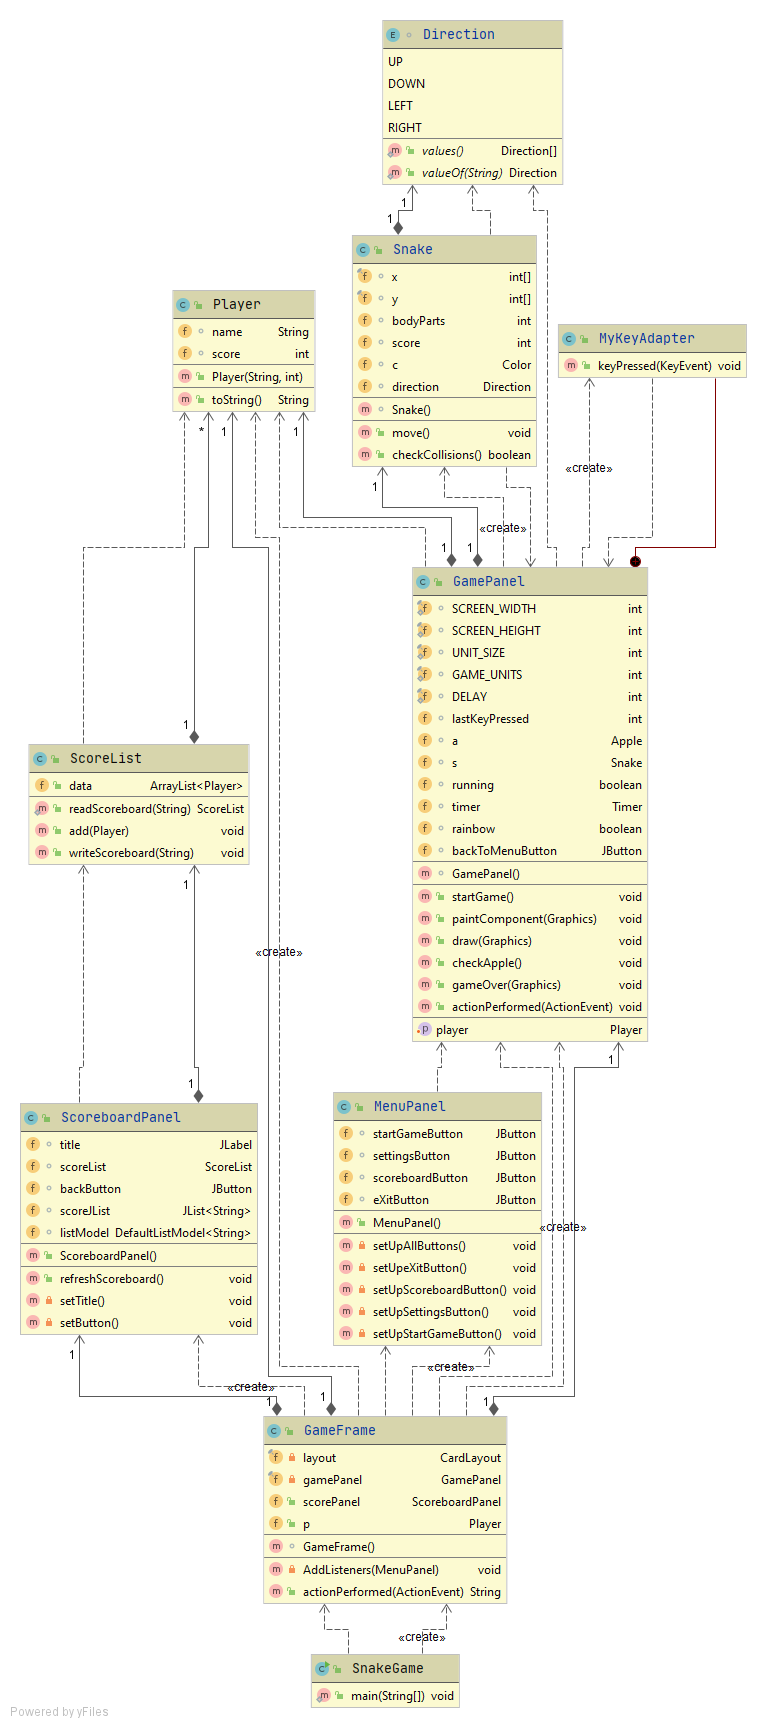 Direction
UP
DOWN
LEFT
RIGHT
values() Direction[]
valueOf(String) Direction
1
1
Snake
x int[]
y int[]
bodyParts int
score int
c Color
direction Direction
Snake()
move() void
checkCollisions() boolean
Player
name String
score int
Player(String, int)
toString() String
MyKeyAdapter
keyPressed(KeyEvent) void
* 1 1
1
«create»
«create»
1 1
GamePanel
SCREEN_WIDTH int
SCREEN_HEIGHT int
UNIT_SIZE int
GAME_UNITS int
DELAY int
lastKeyPressed int
a Apple
s Snake
running boolean
timer Timer
rainbow boolean
backToMenuButton JButton
GamePanel()
startGame() void
paintComponent(Graphics) void
draw(Graphics) void
checkApple() void
gameOver(Graphics) void
actionPerformed(ActionEvent) void
player Player
1
ScoreList
data ArrayList<Player>
readScoreboard(String) ScoreList
add(Player) void
writeScoreboard(String) void
1
«create»
1
1
ScoreboardPanel
title JLabel
scoreList ScoreList
backButton JButton
scoreJList JList<String>
listModel DefaultListModel<String>
ScoreboardPanel()
refreshScoreboard() void
setTitle() void
setButton() void
MenuPanel
startGameButton JButton
settingsButton JButton
scoreboardButton JButton
eXitButton JButton
MenuPanel()
setUpAllButtons() void
setUpeXitButton() void
setUpScoreboardButton() void
setUpSettingsButton() void
setUpStartGameButton() void
«create»
1
«create»
«create»
1 1 1
GameFrame
layout CardLayout
gamePanel GamePanel
scorePanel ScoreboardPanel
p Player
GameFrame()
AddListeners(MenuPanel) void
actionPerformed(ActionEvent) String
«create»
SnakeGame
main(String[]) void
Powered by yFiles